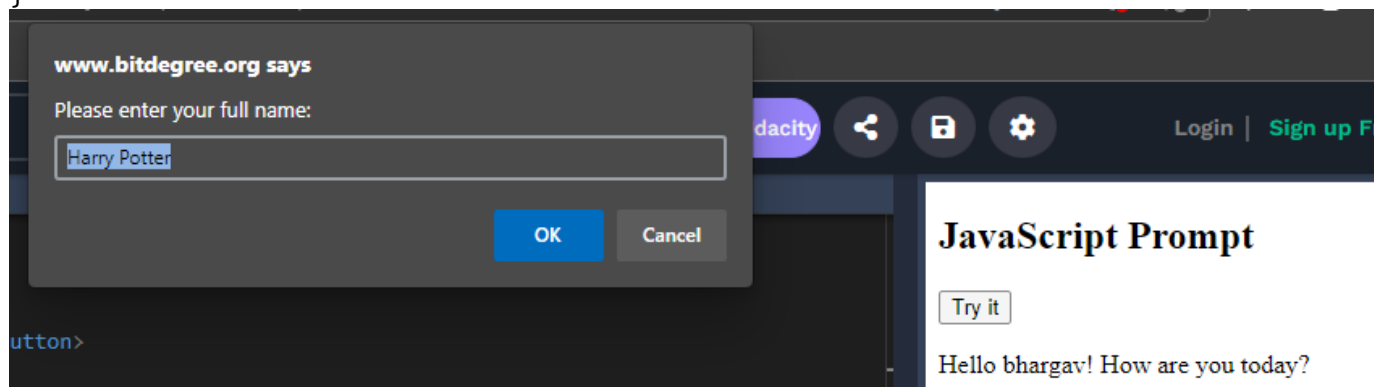 www.bitdegree.org says
Please enter your full name:
Harry Potter
OK Cancel
dacity
Login | Sign up F
JavaScript Prompt
Try it
utton>
Hello bhargav! How are you today?